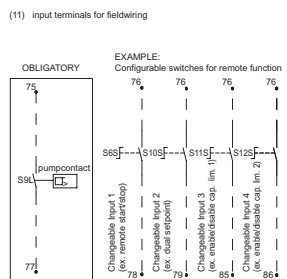 (11) input terminals for fieldwiring
EXAMPLE:
OBLIGATORY
Configurable switches for remote function
75
76
76
76
76
S6S
S10S
S11S
S12S
pumpcontact
S9L
Changeable Input 1
(ex. remote start/stop)
Changeable Input 2
(ex. dual setpoint)
Changeable Input 3
(ex. enable/disable cap. lim. 1)
Changeable Input 4
(ex. enable/disable cap. lim. 2)
77
78
79
85
86